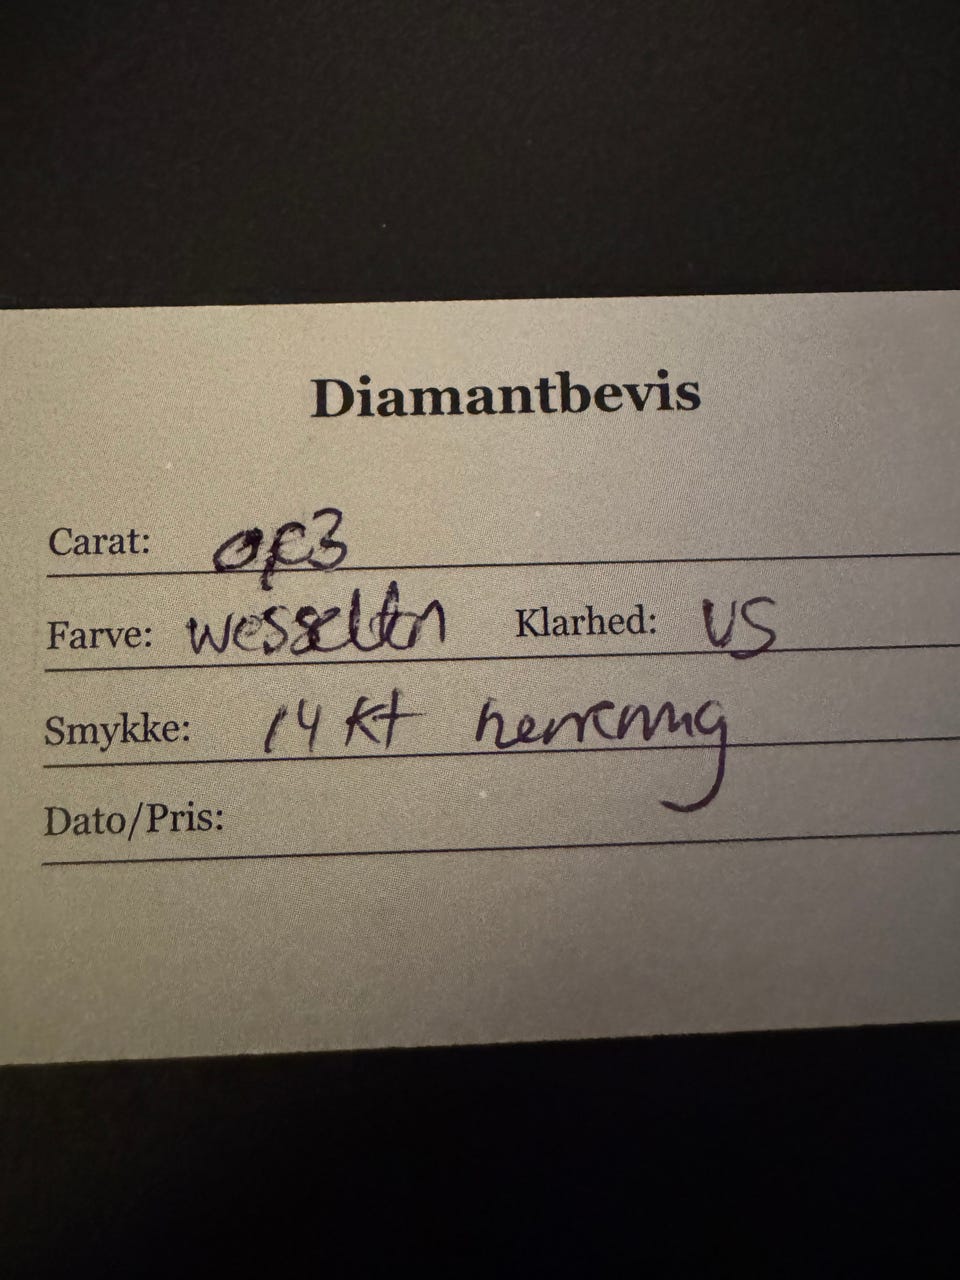 Diamantbevis
Carat: 0,03
Farve: wesselton Klarhed: VS
Smykke: 14 kt herrering
Dato/Pris: